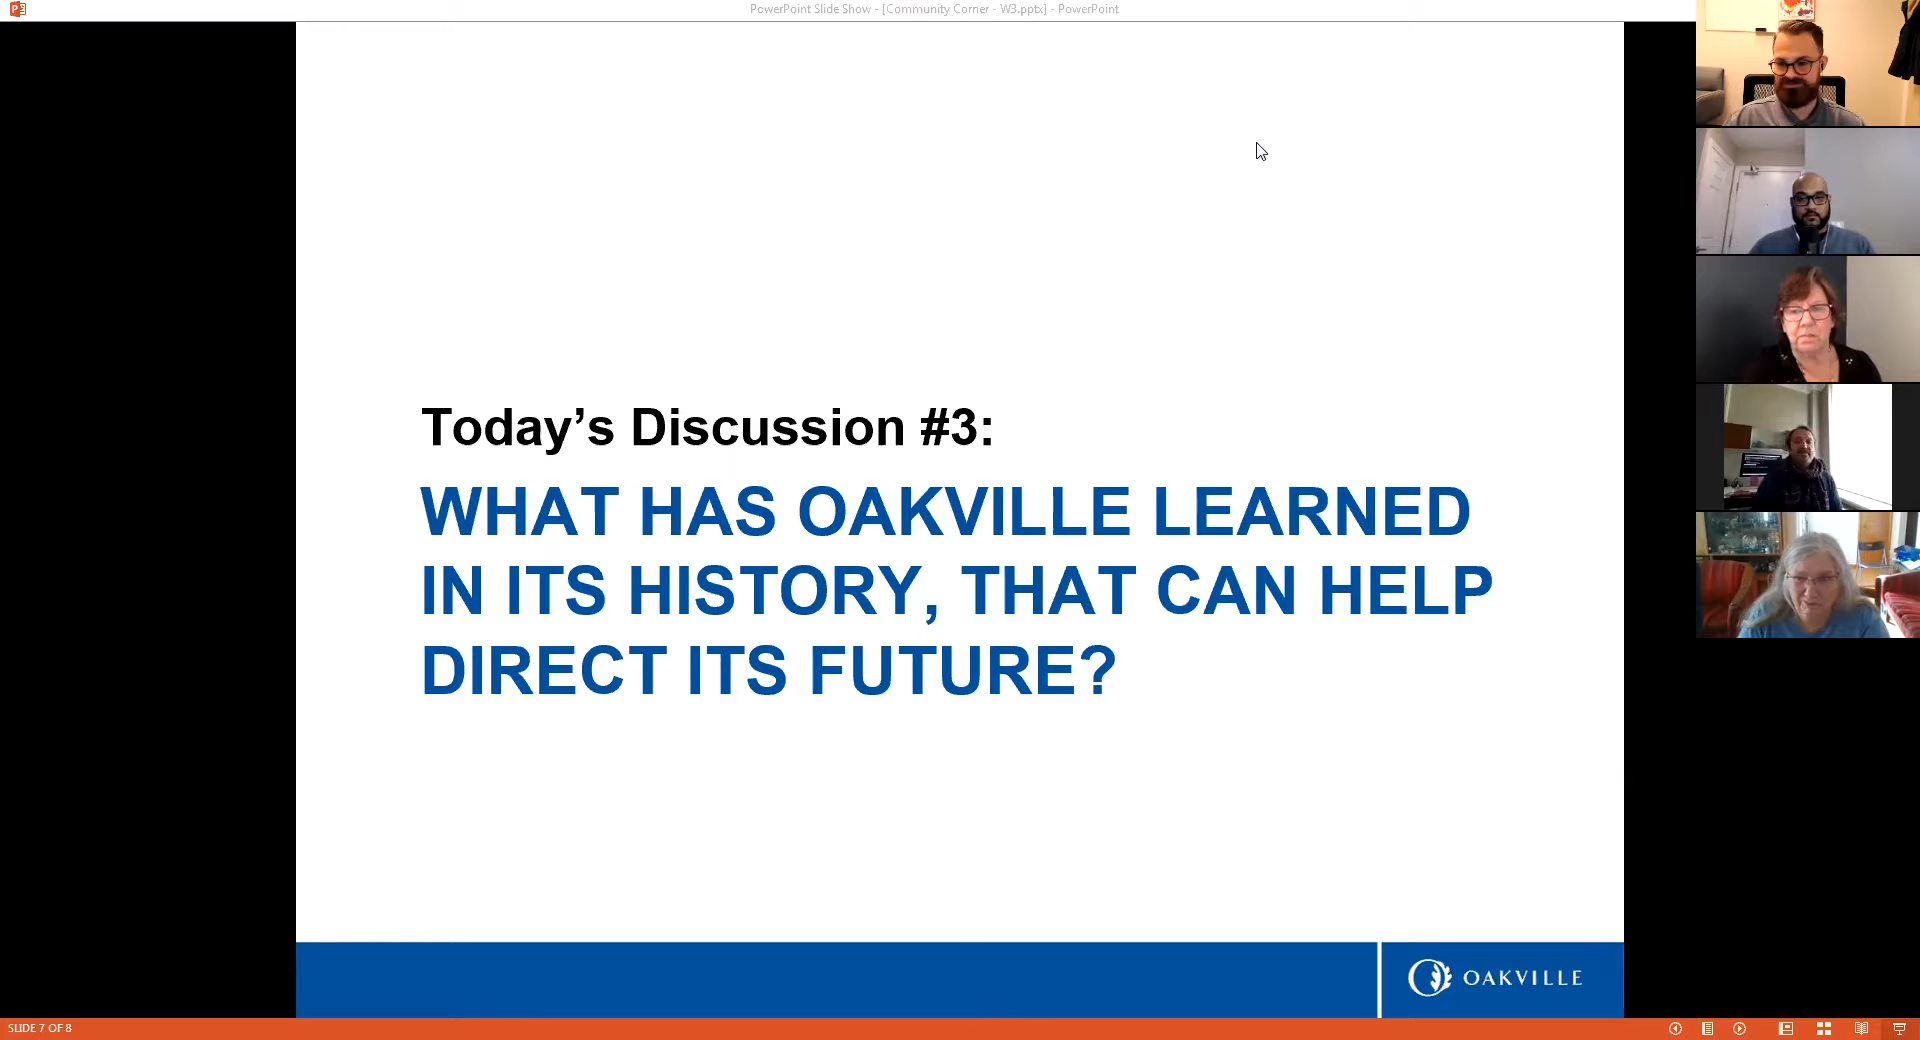 PowerPoint Slide Show - [Community Corner - W3.pptx] - PowerPoint
Today’s Discussion #3:
WHAT HAS OAKVILLE LEARNED
IN ITS HISTORY, THAT CAN HELP
DIRECT ITS FUTURE?
OAKVILLE
SLIDE 7 OF 8